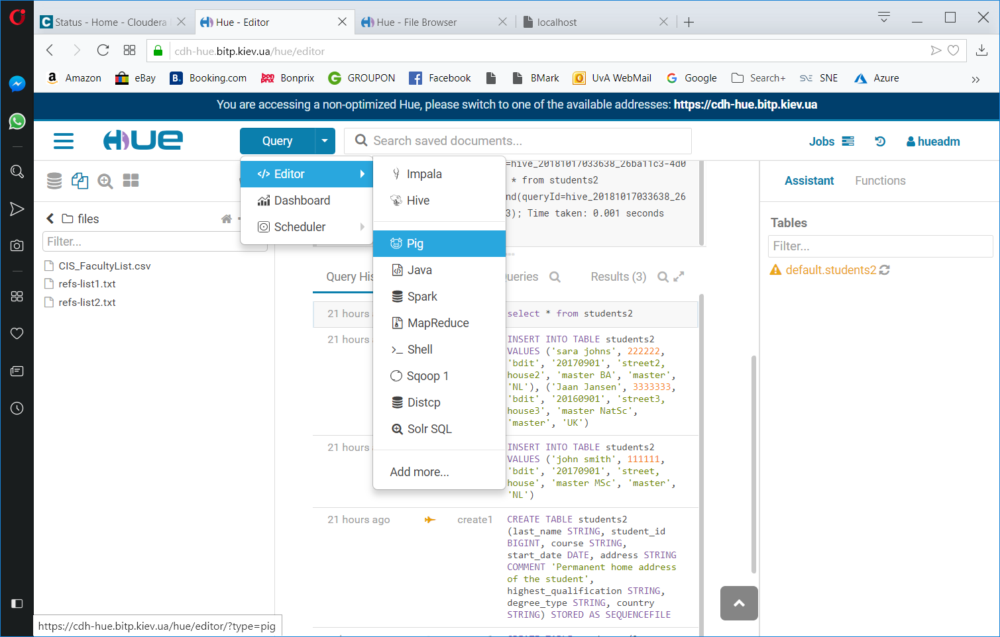 Status - Home - Cloudera
Hue - Editor
Hue - File Browser
localhost
cdh-hue.bitp.kiev.ua/hue/editor
Amazon
eBay
B.
Booking.com
bon prix
Bonprix
GROUPON
Facebook
BMark
UvA WebMail
Google
Search+
SNE
Azure
You are accessing a non-optimized Hue, please switch to one of the available addresses: https://cdh-hue.bitp.kiev.ua
HUE
Query
Search saved documents...
Jobs
hueadm
</> Editor
Dashboard
Scheduler
Impala
Hive
Pig
Java
Spark
MapReduce
Shell
Sqoop 1
Distcp
Solr SQL
Add more...
=hive_20181017033638_26ba11c3-4d0
* from students2
nd(queryId=hive_20181017033638_26
3); Time taken: 0.001 seconds
files
Filter...
CIS_FacultyList.csv
refs-list1.txt
refs-list2.txt
Assistant
Functions
Tables
Filter...
default.students2
Query His
ueries
Results (3)
21 hours
select * from students2
21 hours
INSERT INTO TABLE students2
VALUES ('sara johns', 222222,
'bdit', '20170901', 'street2,
house2', 'master BA', 'master',
'NL'), ('Jaan Jansen', 3333333,
'bdit', '20160901', 'street3,
house3', 'master NatSc',
'master', 'UK')
21 hours
INSERT INTO TABLE students2
VALUES ('john smith', 111111,
'bdit', '20170901', 'street,
house', 'master MSc', 'master',
'NL')
21 hours ago
create1
CREATE TABLE students2
(last_name STRING, student_id
BIGINT, course STRING,
start_date DATE, address STRING
COMMENT 'Permanent home address
of the student',
highest_qualification STRING,
degree_type STRING, country
STRING) STORED AS SEQUENCEFILE
https://cdh-hue.bitp.kiev.ua/hue/editor/?type=pig